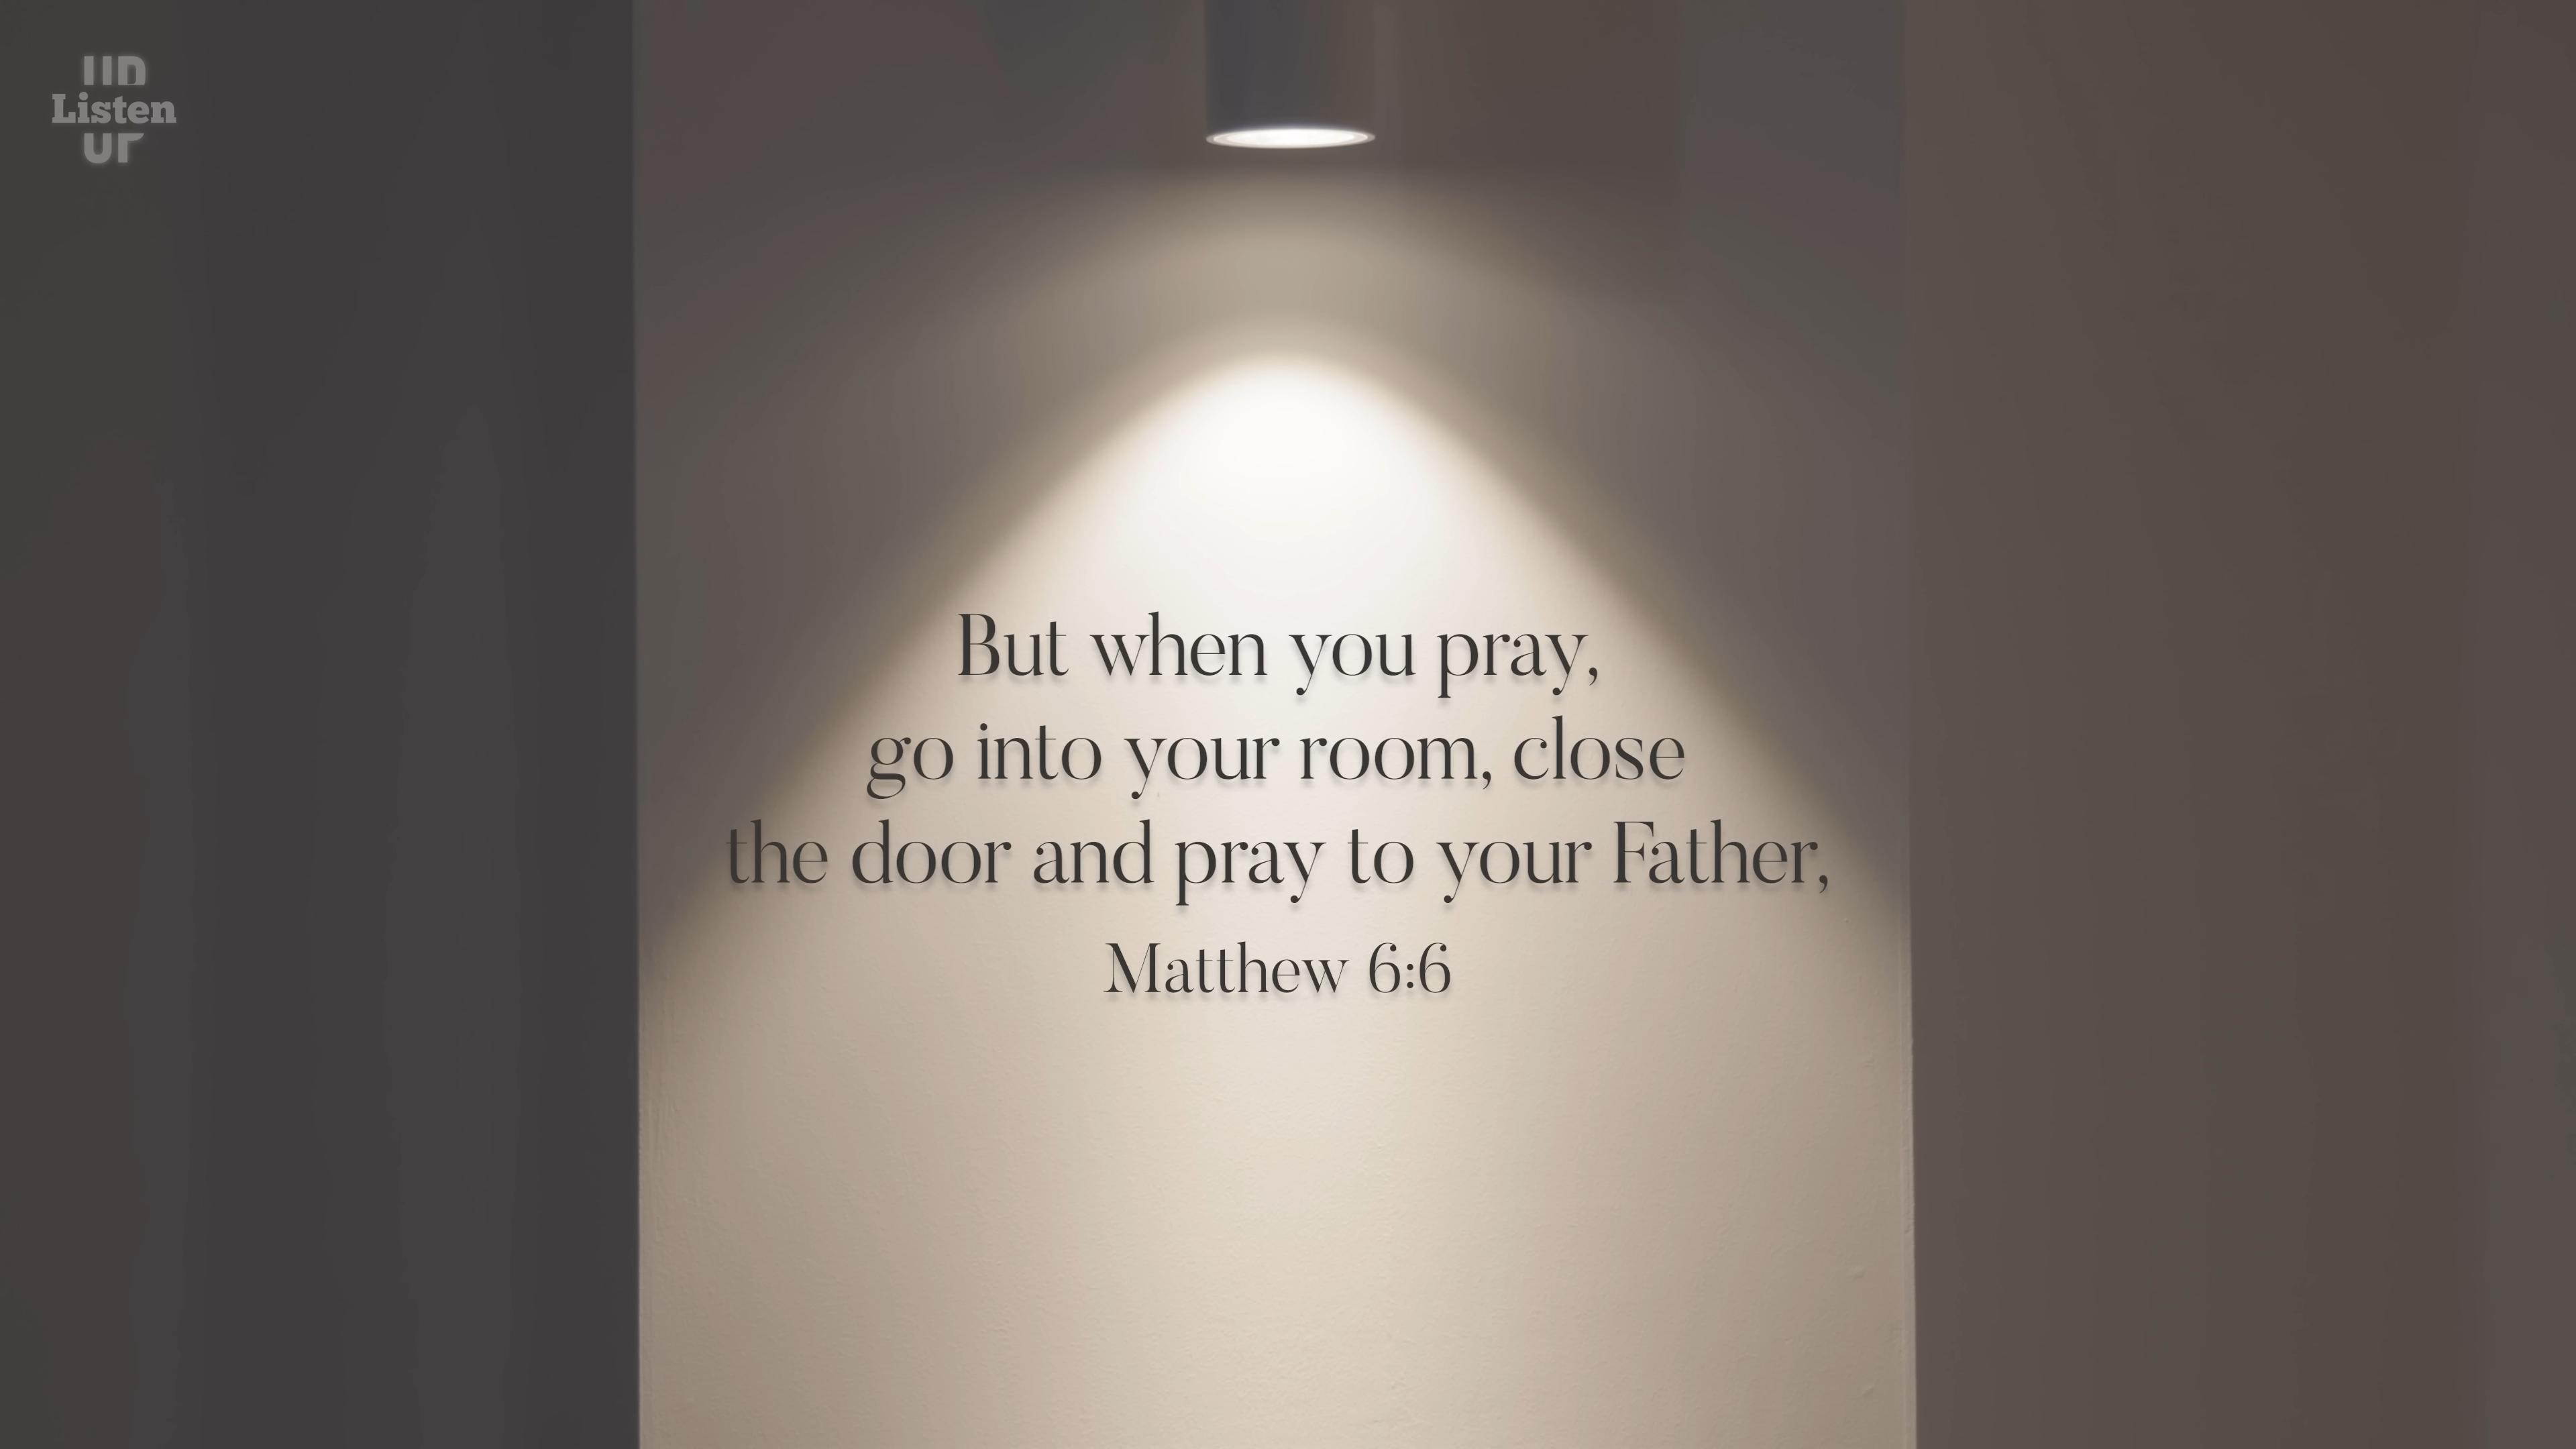 Listen
UP
But when you pray,
go into your room, close
the door and pray to your Father,
Matthew 6:6